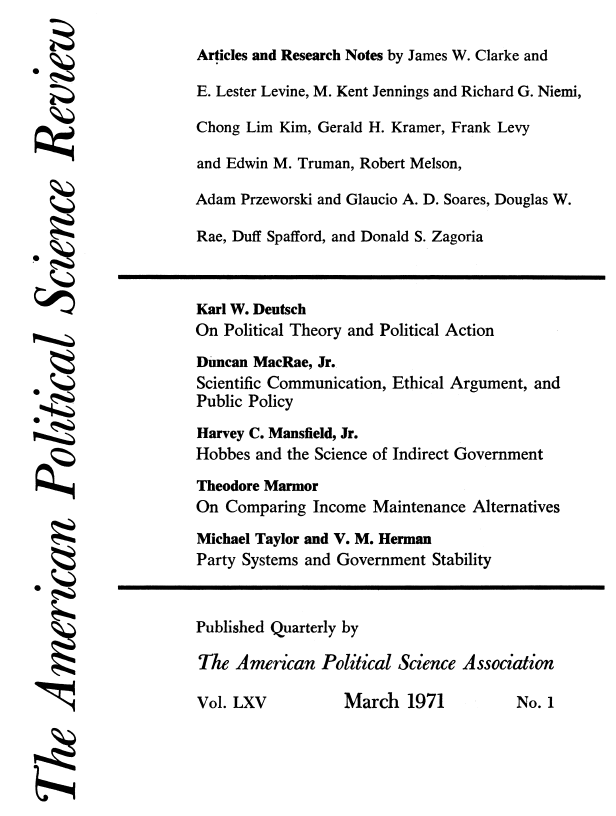 The American Political Science Review
Articles and Research Notes by James W. Clarke and
E. Lester Levine, M. Kent Jennings and Richard G. Niemi,
Chong Lim Kim, Gerald H. Kramer, Frank Levy
and Edwin M. Truman, Robert Melson,
Adam Przeworski and Glaucio A. D. Soares, Douglas W.
Rae, Duff Spafford, and Donald S. Zagoria
Karl W. Deutsch
On Political Theory and Political Action
Duncan MacRae, Jr.
Scientific Communication, Ethical Argument, and
Public Policy
Harvey C. Mansfield, Jr.
Hobbes and the Science of Indirect Government
Theodore Marmor
On Comparing Income Maintenance Alternatives
Michael Taylor and V. M. Herman
Party Systems and Government Stability
Published Quarterly by
The American Political Science Association
Vol. LXV March 1971 No. 1